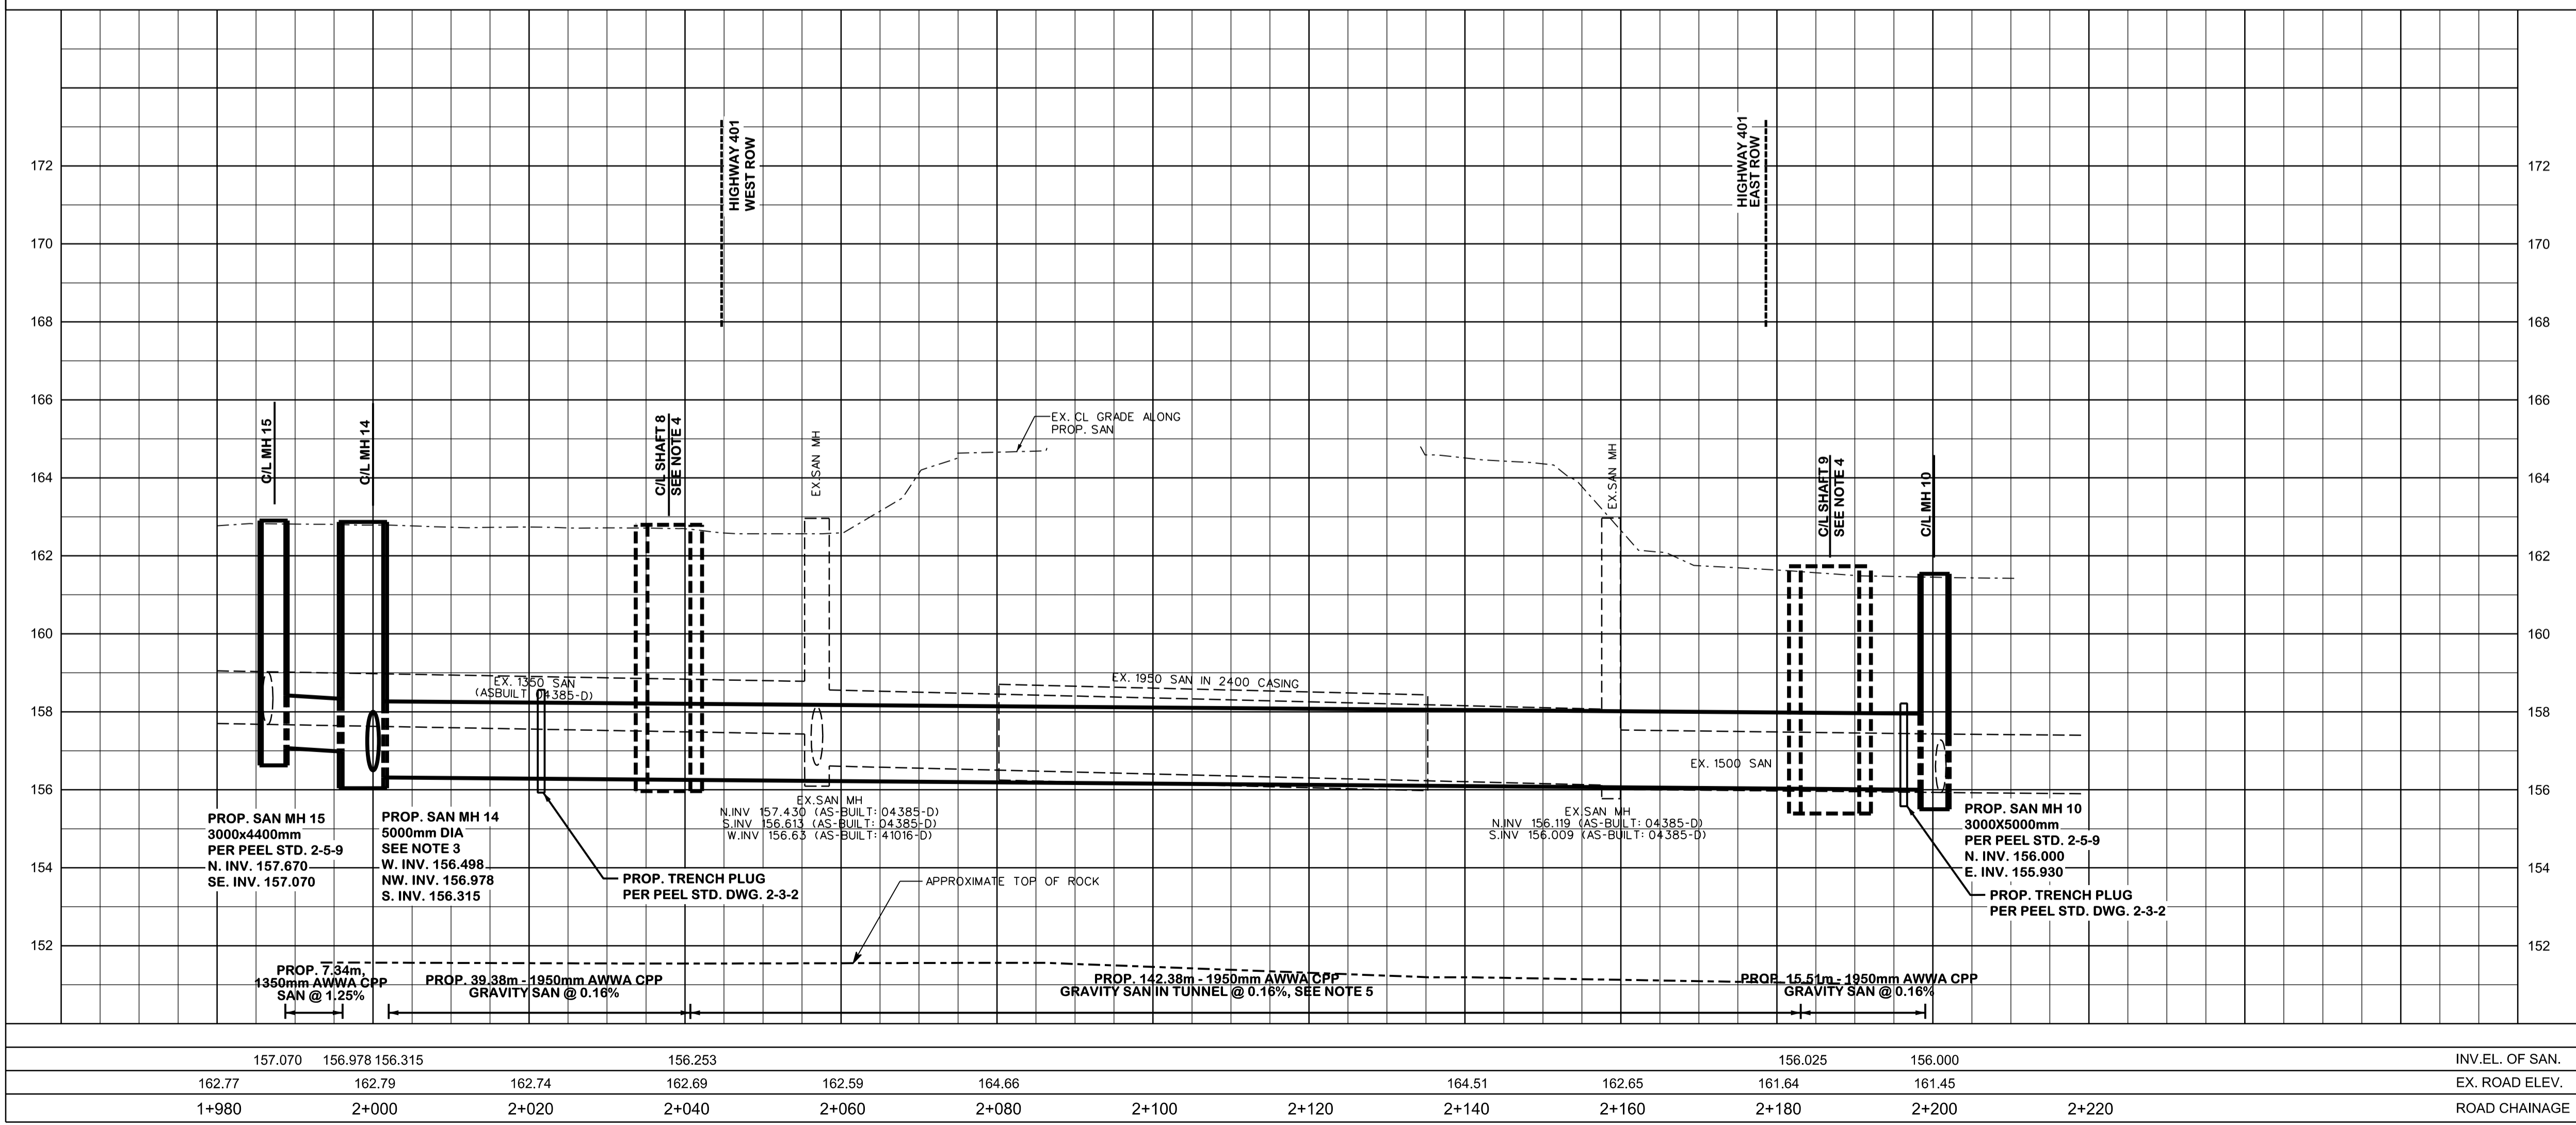 HIGHWAY 401
WEST ROW
HIGHWAY 401
EAST ROW
172
172
170
170
168
168
166
166
164
164
162
162
160
160
158
158
156
156
154
154
152
152
C/L MH 15
C/L MH 14
C/L SHAFT 8
SEE NOTE 4
EX.SAN MH
EX. CL GRADE ALONG
PROP. SAN
EX.SAN MH
C/L SHAFT 9
SEE NOTE 4
C/L MH 10
EX. 1350 SAN
(ASBUILT 04385-D)
EX. 1950 SAN IN 2400 CASING
EX. 1500 SAN
PROP. SAN MH 15
3000x4400mm
PER PEEL STD. 2-5-9
N. INV. 157.670
SE. INV. 157.070
PROP. SAN MH 14
5000mm DIA
SEE NOTE 3
W. INV. 156.498
NW. INV. 156.978
S. INV. 156.315
PROP. TRENCH PLUG
PER PEEL STD. DWG. 2-3-2
EX.SAN MH
N.INV 157.430 (AS-BUILT: 04385-D)
S.INV 156.613 (AS-BUILT: 04385-D)
W.INV 156.63 (AS-BUILT: 41016-D)
APPROXIMATE TOP OF ROCK
EX.SAN MH
N.INV 156.119 (AS-BUILT: 04385-D)
S.INV 156.009 (AS-BUILT: 04385-D)
PROP. SAN MH 10
3000X5000mm
PER PEEL STD. 2-5-9
N. INV. 156.000
E. INV. 155.930
PROP. TRENCH PLUG
PER PEEL STD. DWG. 2-3-2
PROP. 7.34m,
1350mm AWWA CPP
SAN @ 1.25%
PROP. 39.38m - 1950mm AWWA CPP
GRAVITY SAN @ 0.16%
PROP. 142.38m - 1950mm AWWA CPP
GRAVITY SAN IN TUNNEL @ 0.16%, SEE NOTE 5
PROP. 15.51m - 1950mm AWWA CPP
GRAVITY SAN @ 0.16%
157.070 156.978 156.315 156.253 156.025 156.000 INV.EL. OF SAN.
162.77 162.79 162.74 162.69 162.59 164.66 164.51 162.65 161.64 161.45 EX. ROAD ELEV.
1+980 2+000 2+020 2+040 2+060 2+080 2+100 2+120 2+140 2+160 2+180 2+200 2+220 ROAD CHAINAGE